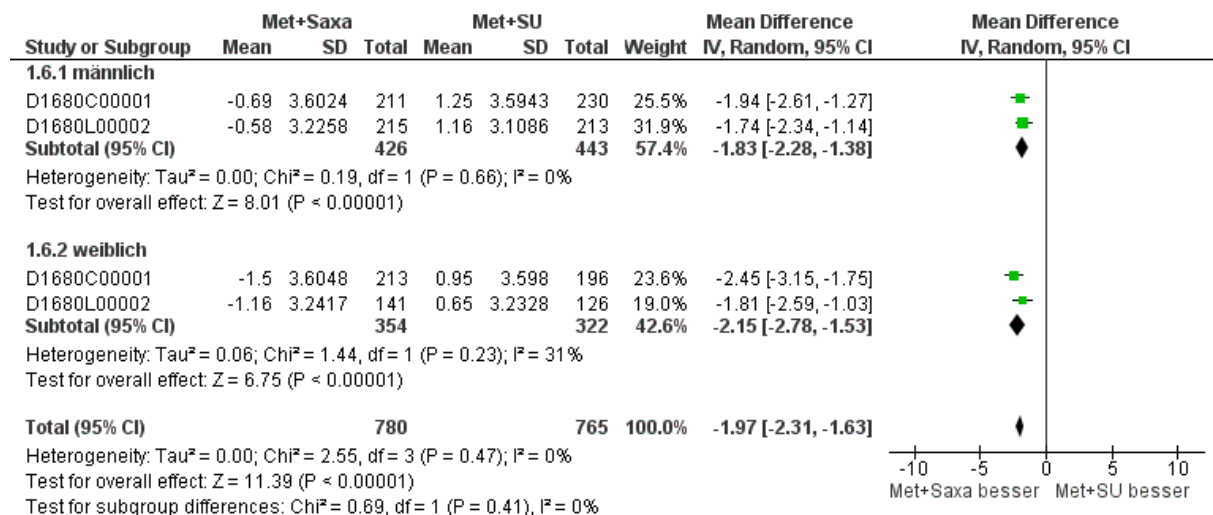 Met+Saxa Met+SU Mean Difference Mean Difference
Study or Subgroup Mean SD Total Mean SD Total Weight IV, Random, 95% CI IV, Random, 95% CI
1.6.1 männlich
D1680C00001 -0.69 3.6024 211 1.25 3.5943 230 25.5% -1.94 [-2.61, -1.27]
D1680L00002 -0.58 3.2258 215 1.16 3.1086 213 31.9% -1.74 [-2.34, -1.14]
Subtotal (95% CI) 426 443 57.4% -1.83 [-2.28, -1.38]
Heterogeneity: Tau² = 0.00; Chi² = 0.19, df = 1 (P = 0.66); I² = 0%
Test for overall effect: Z = 8.01 (P < 0.00001)
1.6.2 weiblich
D1680C00001 -1.5 3.6048 213 0.95 3.598 196 23.6% -2.45 [-3.15, -1.75]
D1680L00002 -1.16 3.2417 141 0.65 3.2328 126 19.0% -1.81 [-2.59, -1.03]
Subtotal (95% CI) 354 322 42.6% -2.15 [-2.78, -1.53]
Heterogeneity: Tau² = 0.06; Chi² = 1.44, df = 1 (P = 0.23); I² = 31%
Test for overall effect: Z = 6.75 (P < 0.00001)
Total (95% CI) 780 765 100.0% -1.97 [-2.31, -1.63]
Heterogeneity: Tau² = 0.00; Chi² = 2.55, df = 3 (P = 0.47); I² = 0%
Test for overall effect: Z = 11.39 (P < 0.00001)
Test for subgroup differences: Chi² = 0.69, df = 1 (P = 0.41), I² = 0%
-10 -5 0 5 10
Met+Saxa besser Met+SU besser